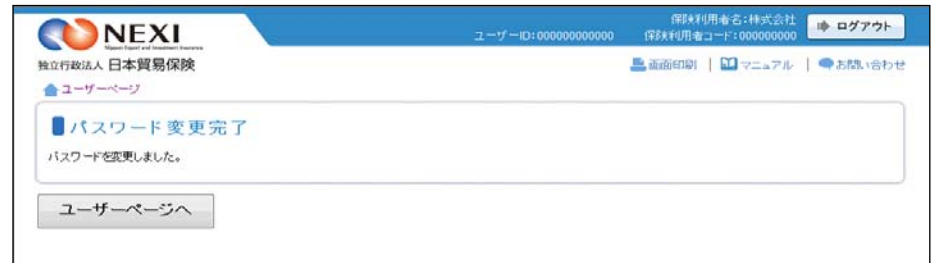 NEXI
Nippon Export and Investment Insurance
独立行政法人 日本貿易保険
ユーザーID:000000000000
保険利用者名:株式会社
保険利用者コード:000000000
ログアウト
画面印刷 | マニュアル | お問い合わせ
ユーザーページ
パスワード変更完了
パスワードを変更しました。
ユーザーページへ